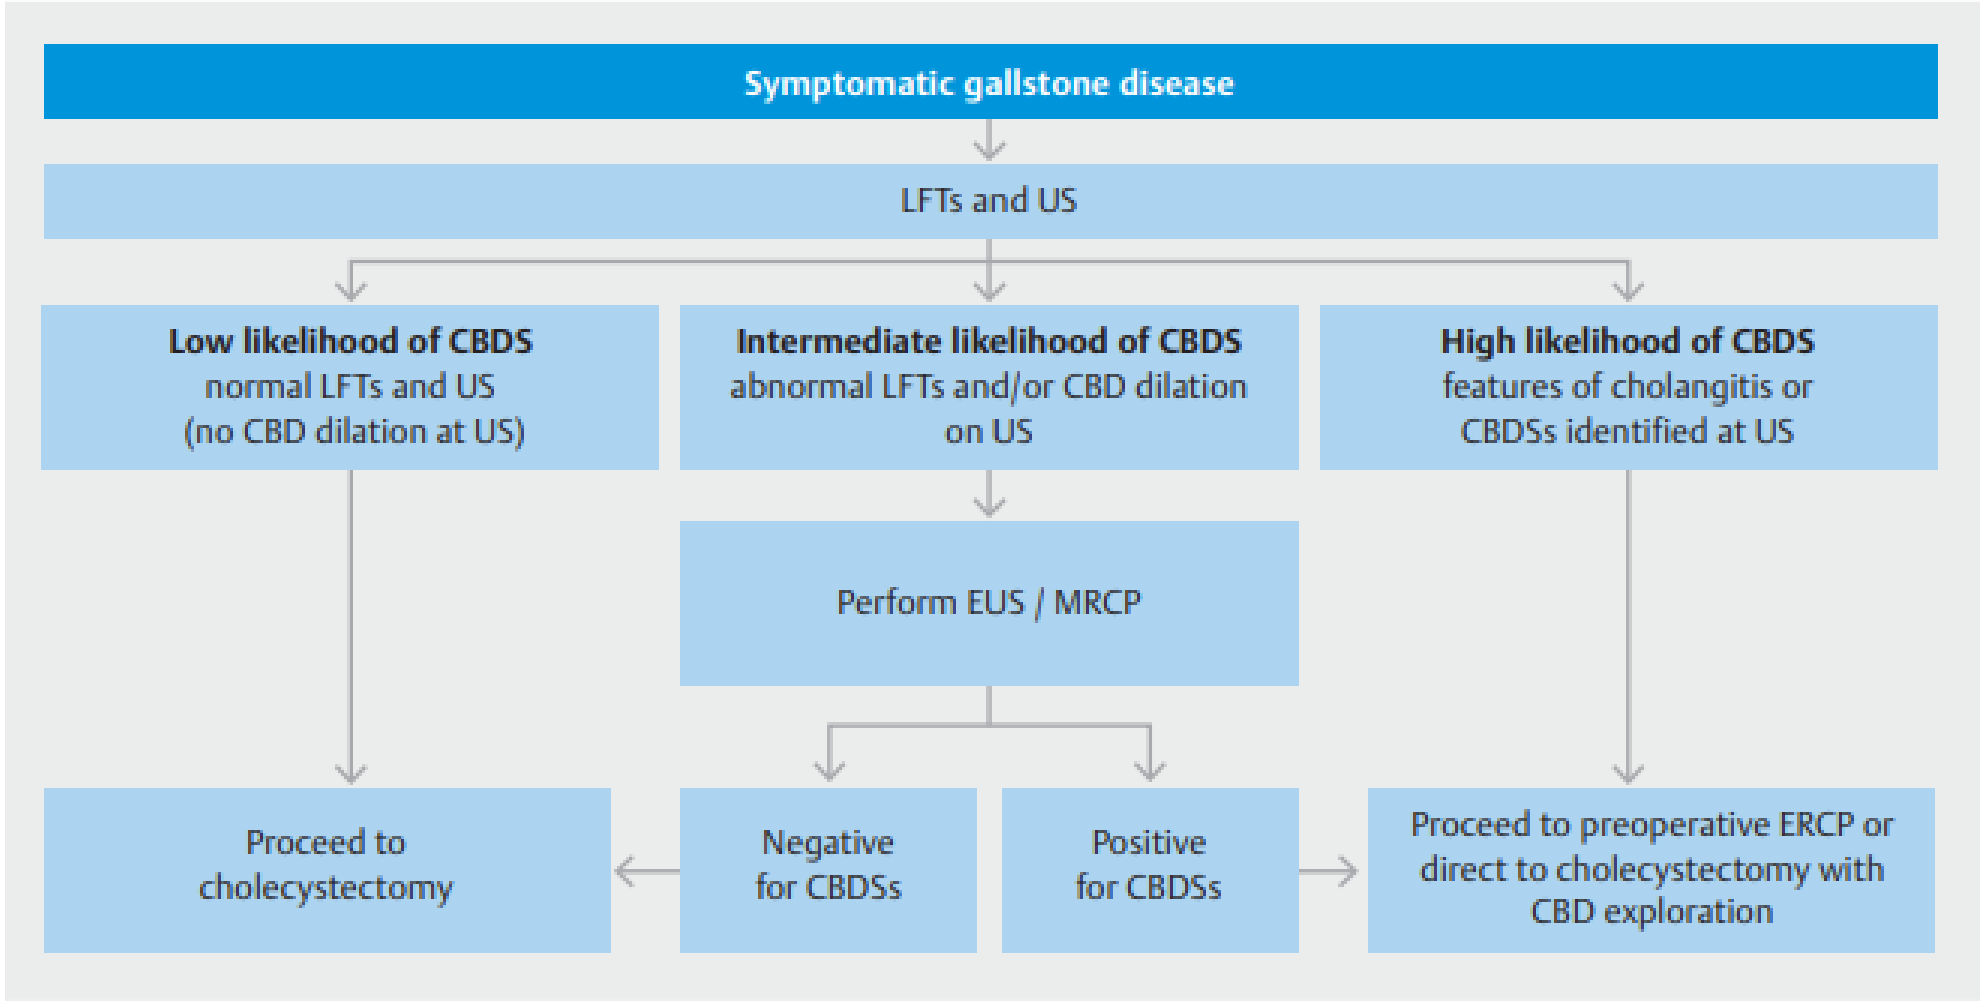 Symptomatic gallstone disease
LFTs and US
Low likelihood of CBDS
normal LFTs and US
(no CBD dilation at US)
Intermediate likelihood of CBDS
abnormal LFTs and/or CBD dilation
on US
High likelihood of CBDS
features of cholangitis or
CBDSs identified at US
Perform EUS / MRCP
Proceed to
cholecystectomy
Negative
for CBDSs
Positive
for CBDSs
Proceed to preoperative ERCP or
direct to cholecystectomy with
CBD exploration